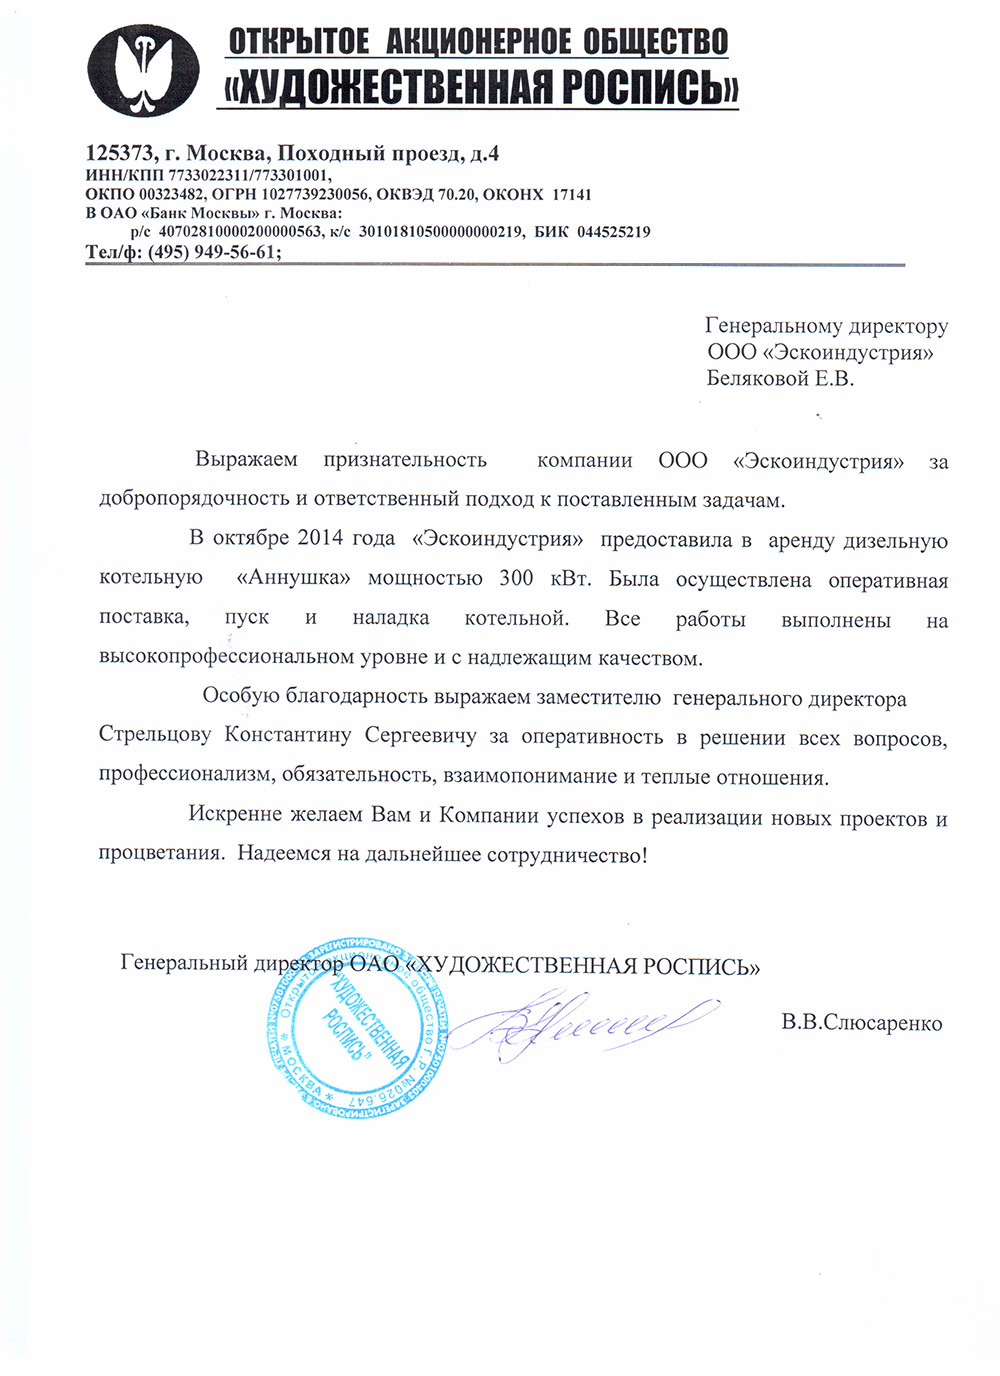 ОТКРЫТОЕ АКЦИОНЕРНОЕ ОБЩЕСТВО
«ХУДОЖЕСТВЕННАЯ РОСПИСЬ»
125373, г. Москва, Походный проезд, д.4
ИНН/КПП 7733022311/773301001,
ОКПО 00323482, ОГРН 1027739230056, ОКВЭД 70.20, ОКОНХ 17141
В ОАО «Банк Москвы» г. Москва:
р/с 40702810000200000563, к/с 30101810500000000219, БИК 044525219
Тел/ф: (495) 949-56-61;
Генеральному директору
ООО «Эскоиндустрия»
Беляковой Е.В.
Выражаем признательность компании ООО «Эскоиндустрия» за
добропорядочность и ответственный подход к поставленным задачам.
В октябре 2014 года «Эскоиндустрия» предоставила в аренду дизельную
котельную «Аннушка» мощностью 300 кВт. Была осуществлена оперативная
поставка, пуск и наладка котельной. Все работы выполнены на
высокопрофессиональном уровне и с надлежащим качеством.
Особую благодарность выражаем заместителю генерального директора
Стрельцову Константину Сергеевичу за оперативность в решении всех вопросов,
профессионализм, обязательность, взаимопонимание и теплые отношения.
Искренне желаем Вам и Компании успехов в реализации новых проектов и
процветания. Надеемся на дальнейшее сотрудничество!
Генеральный директор ОАО «ХУДОЖЕСТВЕННАЯ РОСПИСЬ»
В.В.Слюсаренко
Открытое акционерное общество Г.Р. №026.647
* МОСКВА *
"ХУДОЖЕСТВЕННАЯ
РОСПИСЬ"